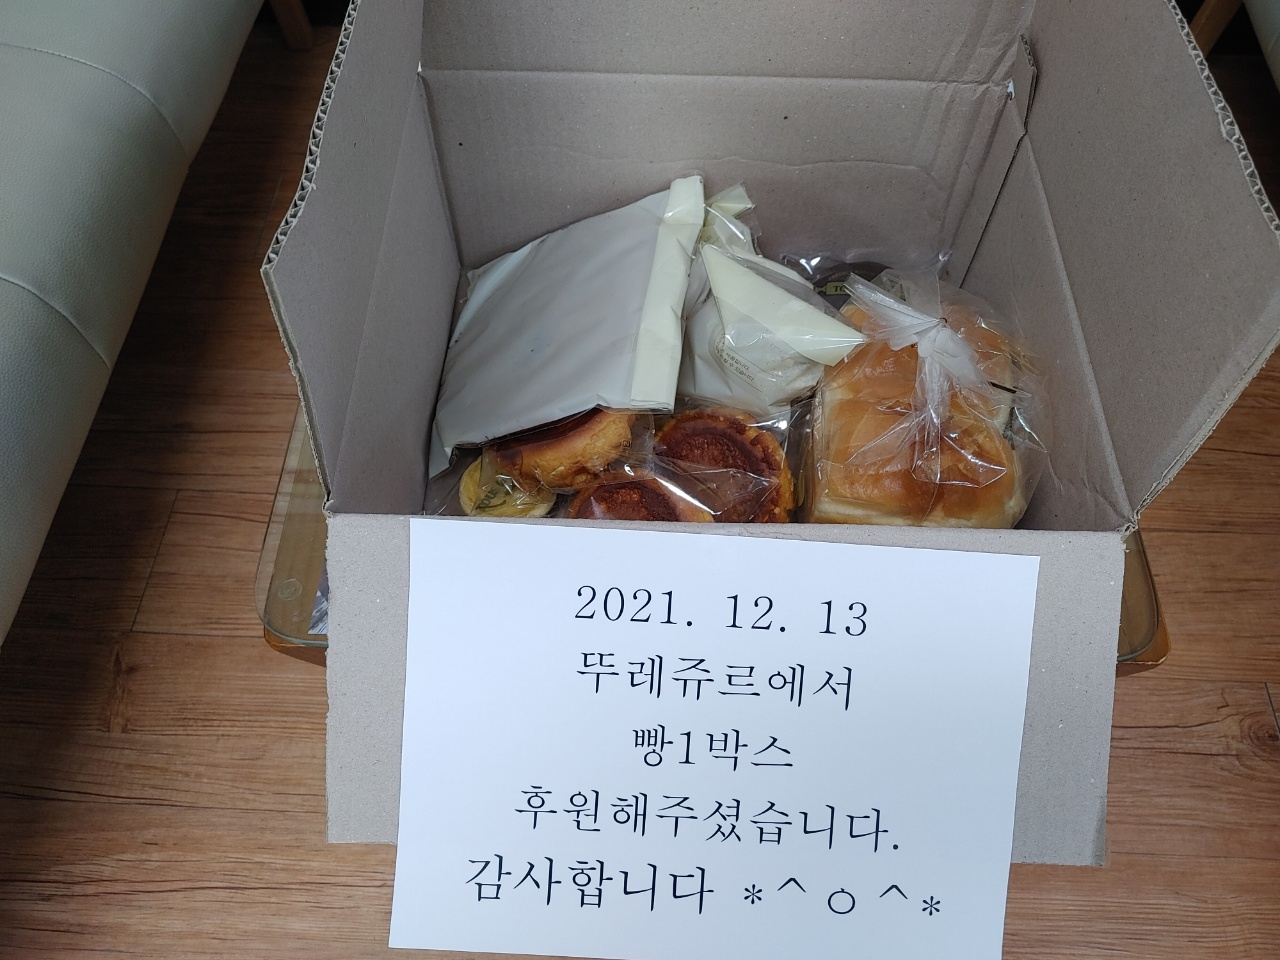 2021. 12. 13
뚜레쥬르에서
빵1박스
후원해주셨습니다.
감사합니다 *^ㅇ^*